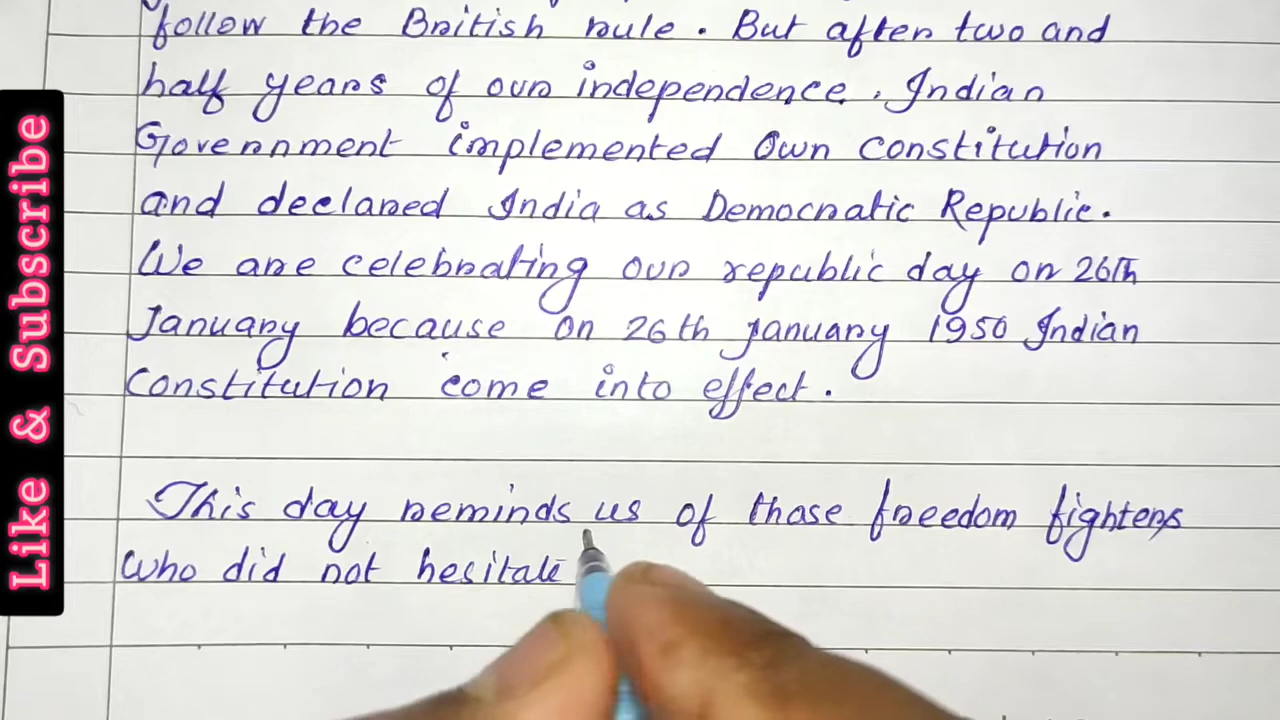 follow the British rule. But after two and
half years of our independence, Indian
Government implemented Own constitution
and declared India as Democratic Republic.
We are celebrating our republic day on 26th
January because on 26th january 1950 Indian
Constitution come into effect.
This day reminds us of those freedom fighters
who did not hesitate
Like & Subscribe